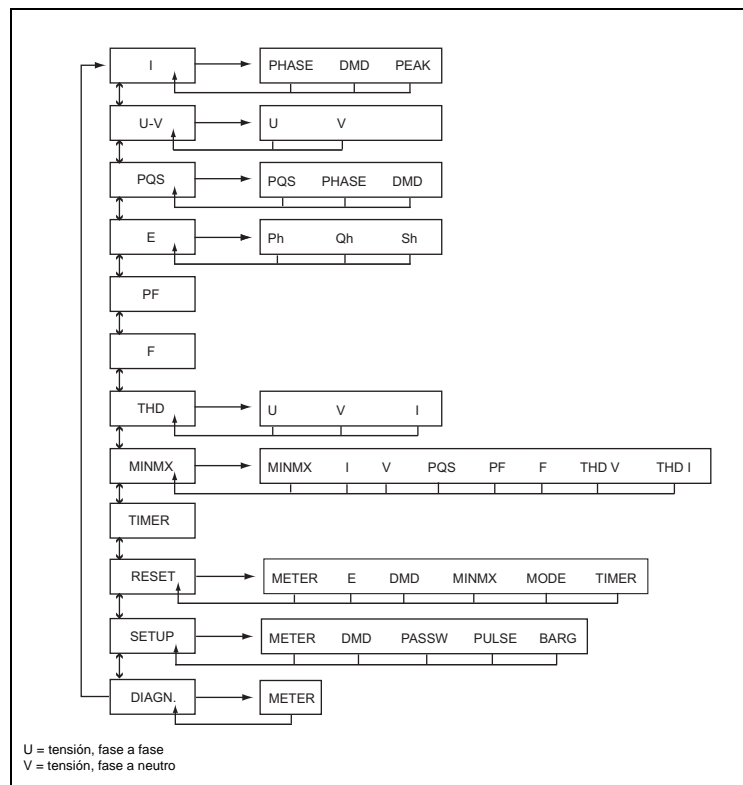 I PHASE DMD PEAK
U-V U V
PQS PQS PHASE DMD
E Ph Qh Sh
PF
F
THD U V I
MINMX MINMX I V PQS PF F THD V THD I
TIMER
RESET METER E DMD MINMX MODE TIMER
SETUP METER DMD PASSW PULSE BARG
DIAGN. METER
U = tensión, fase a fase
V = tensión, fase a neutro